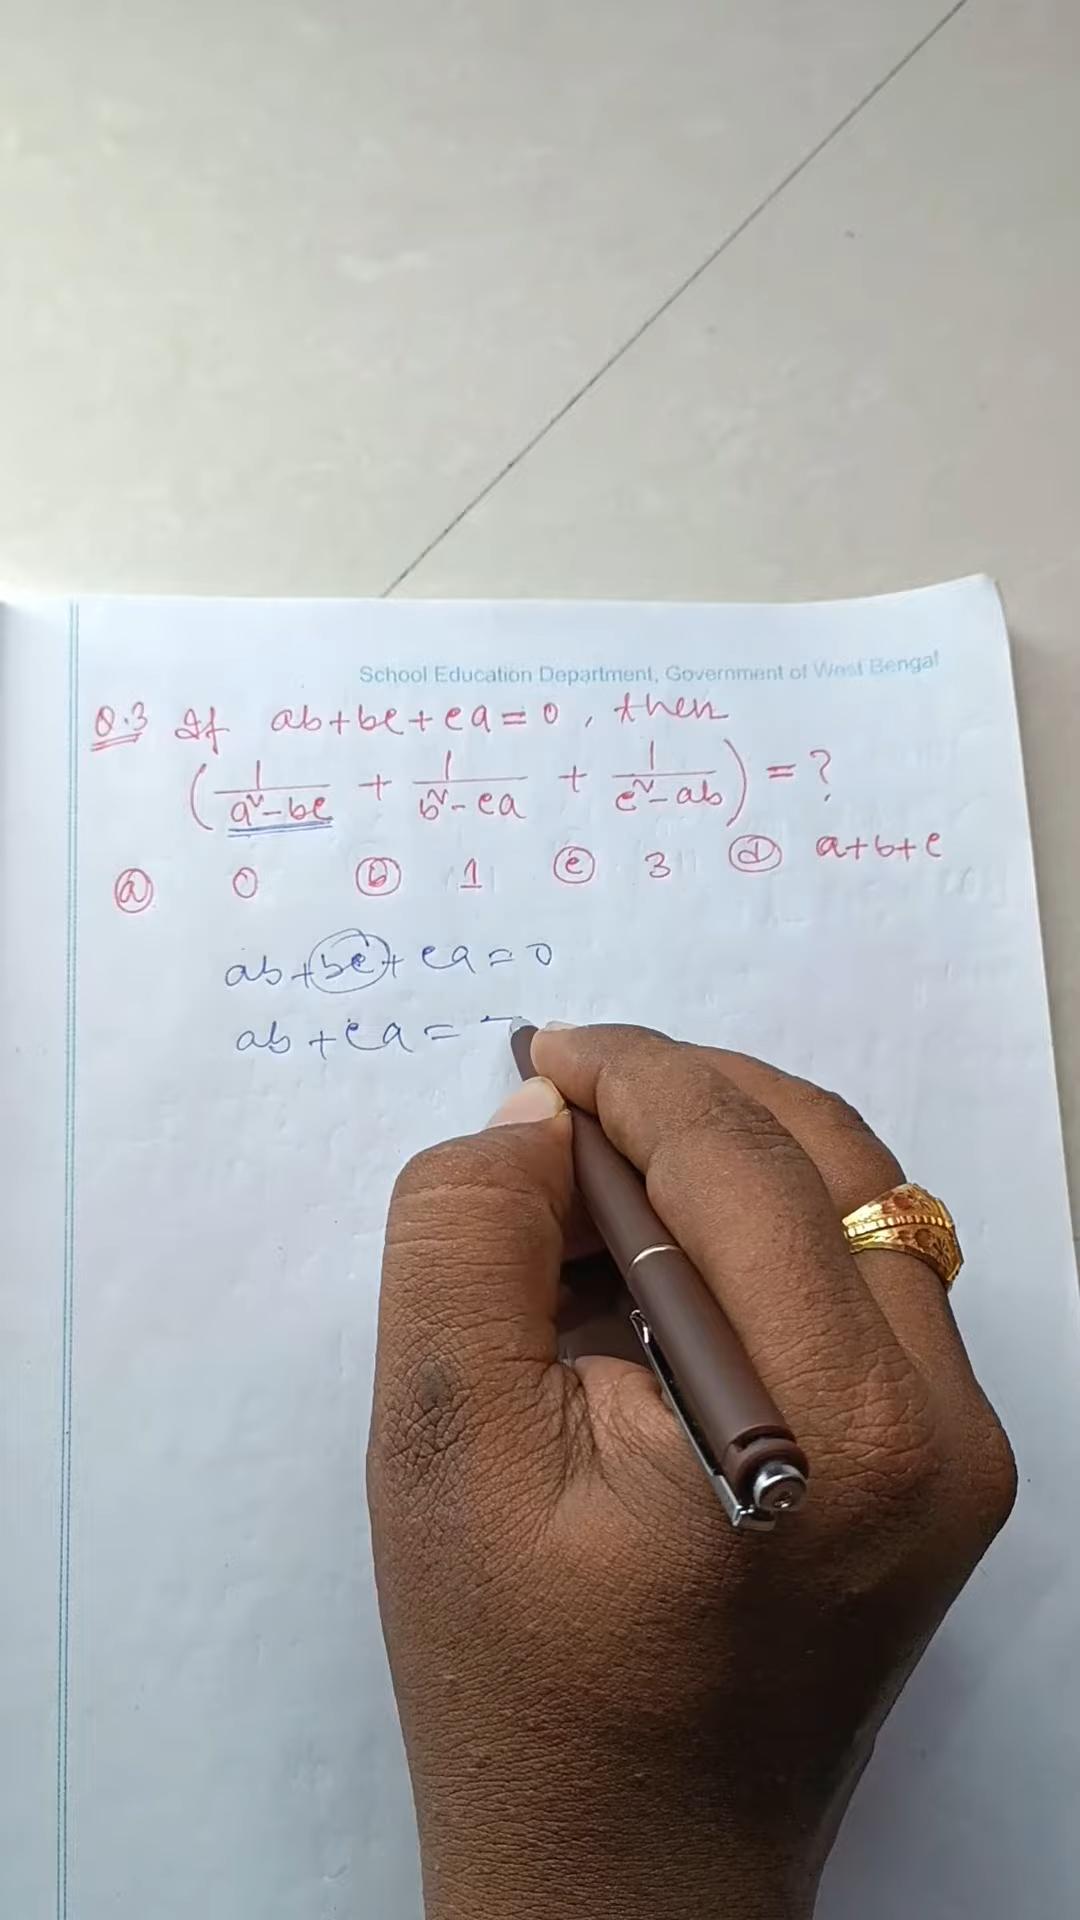 School Education Department, Government of West Bengal
Q.3 If ab+bc+ca=0, then
(1/(a²-bc) + 1/(b²-ca) + 1/(c²-ab)) = ?
ⓐ 0 ⓑ 1 ⓒ 3 ⓓ a+b+c
ab+bc+ca=0
ab+ca= -